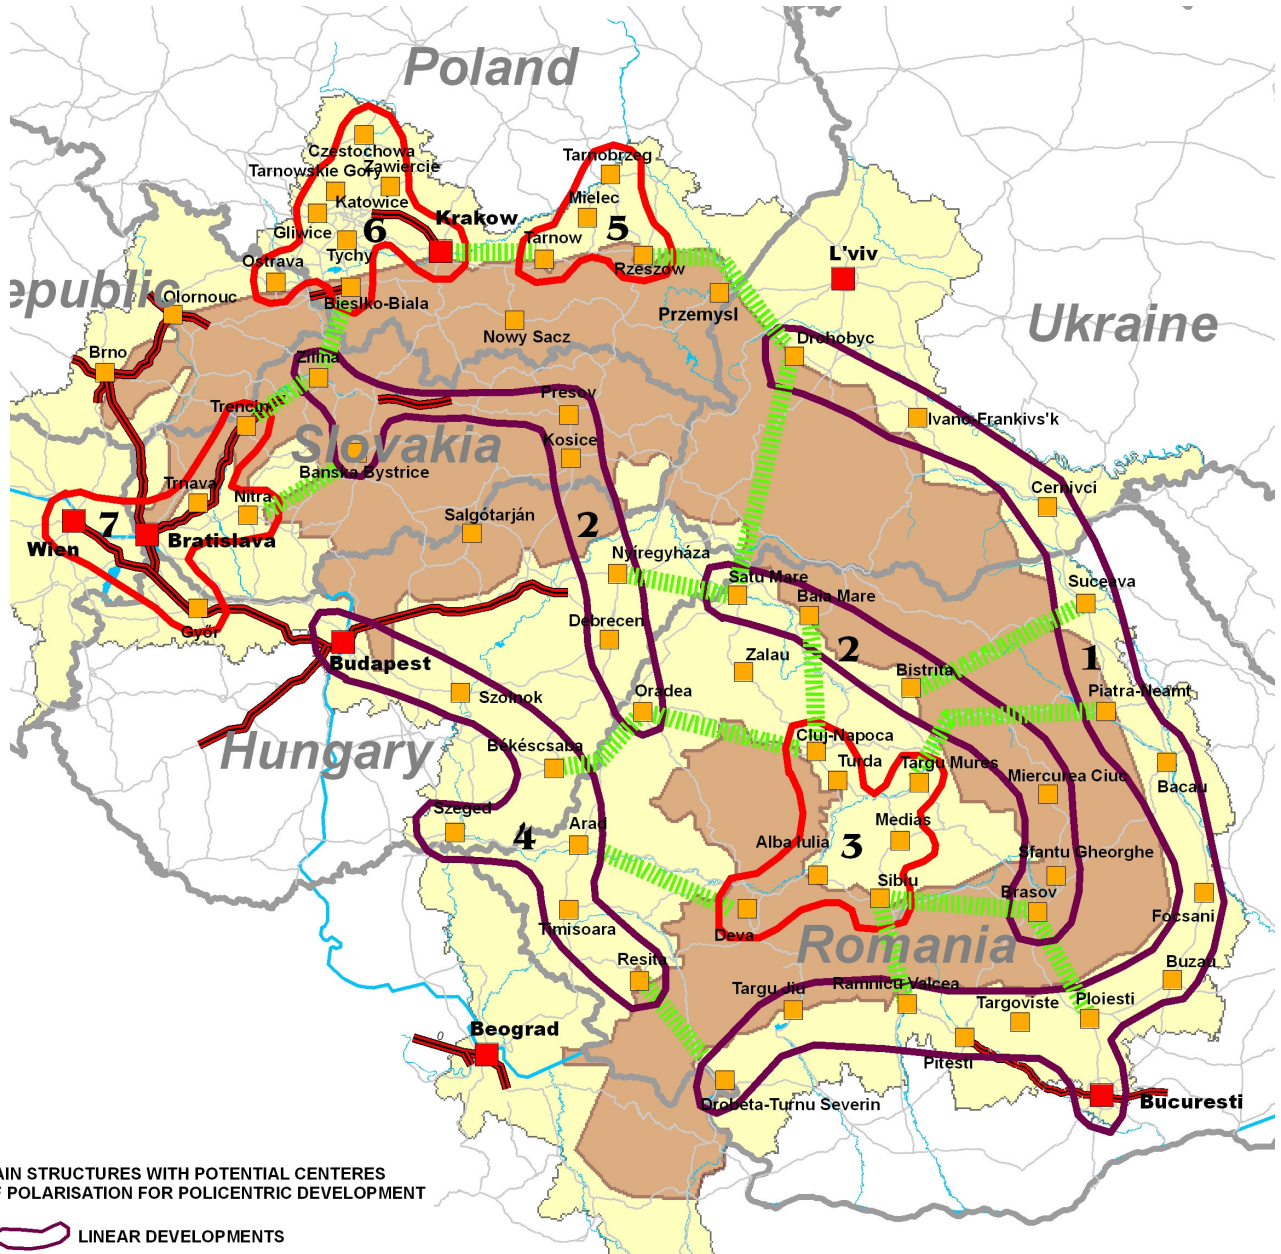 Poland
Tarnobrzeg
Czestochowa
Tarnowskie Gory
Zawiercie
Mielec
Katowice
Krakow
6
5
Gliwice
Tarnow
Tychy
L'viv
Ostrava
Rzeszow
epublic
Olornouc
Bieslko-Biala
Przemysl
Ukraine
Nowy Sacz
Drohobyc
Brno
Zilina
Presov
Trencin
Ivano-Frankivs'k
Slovakia
Kosice
Banska Bystrice
Trnava
Cernivci
Nitra
Salgótarján
7
2
Wien
Bratislava
Nyíregyháza
Satu Mare
Suceava
Baia Mare
Debrecen
Győr
Zalau
2
1
Budapest
Bistrita
Szolnok
Oradea
Piatra-Neamt
Hungary
Békéscsaba
Cluj-Napoca
Turda
Targu Mures
Miercurea Ciuc
Bacau
Szeged
Arad
4
Medias
Alba Iulia
3
Sfantu Gheorghe
Sibiu
Brasov
Focsani
Timisoara
Deva
Romania
Resita
Buzau
Targu Jiu
Ramnicu Valcea
Targoviste
Ploiesti
Beograd
0
Pitesti
Drobeta-Turnu Severin
Bucuresti
AIN STRUCTURES WITH POTENTIAL CENTERES
F POLARISATION FOR POLICENTRIC DEVELOPMENT
LINEAR DEVELOPMENTS